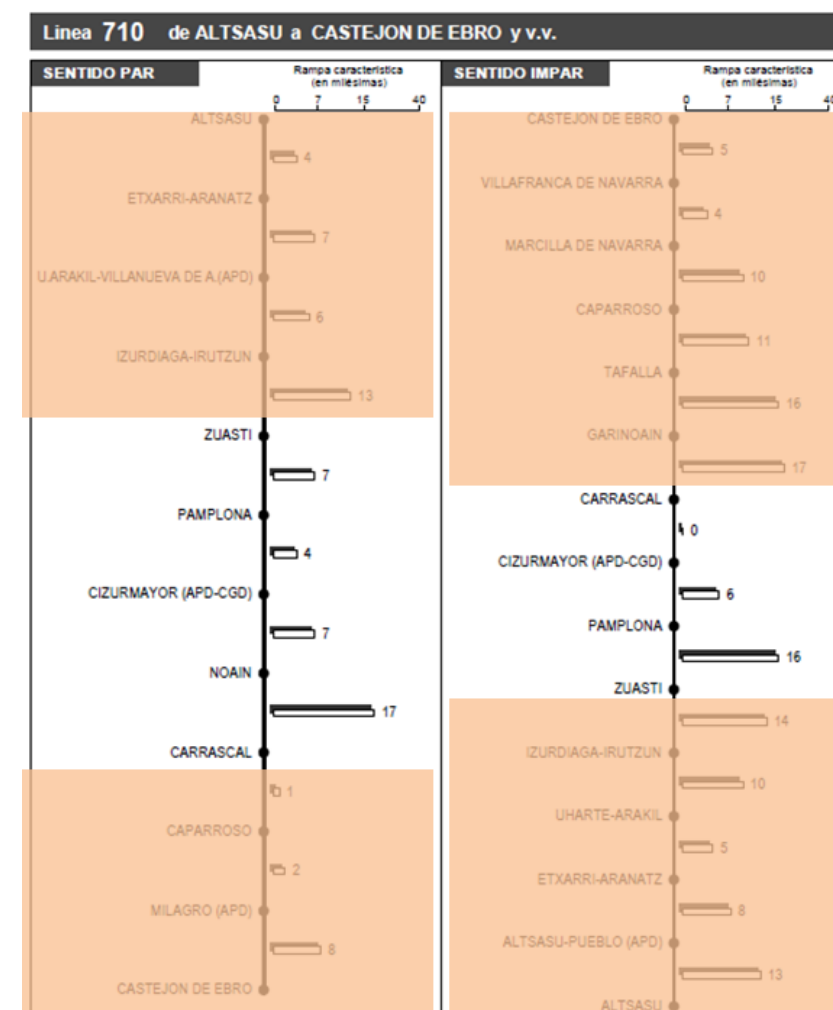 Linea 710 de ALTSASU a CASTEJON DE EBRO y v.v.
SENTIDO PAR
Rampa característica
(en milésimas)
0 7 15 40
ALTSASU
4
ETXARRI-ARANATZ
7
U.ARAKIL-VILLANUEVA DE A.(APD)
6
IZURDIAGA-IRUTZUN
13
ZUASTI
7
PAMPLONA
4
CIZURMAYOR (APD-CGD)
7
NOAIN
17
CARRASCAL
1
CAPARROSO
2
MILAGRO (APD)
8
CASTEJON DE EBRO
SENTIDO IMPAR
Rampa característica
(en milésimas)
0 7 15 40
CASTEJON DE EBRO
5
VILLAFRANCA DE NAVARRA
4
MARCILLA DE NAVARRA
10
CAPARROSO
11
TAFALLA
16
GARINOAIN
17
CARRASCAL
0
CIZURMAYOR (APD-CGD)
6
PAMPLONA
16
ZUASTI
14
IZURDIAGA-IRUTZUN
10
UHARTE-ARAKIL
5
ETXARRI-ARANATZ
8
ALTSASU-PUEBLO (APD)
13
ALTSASU